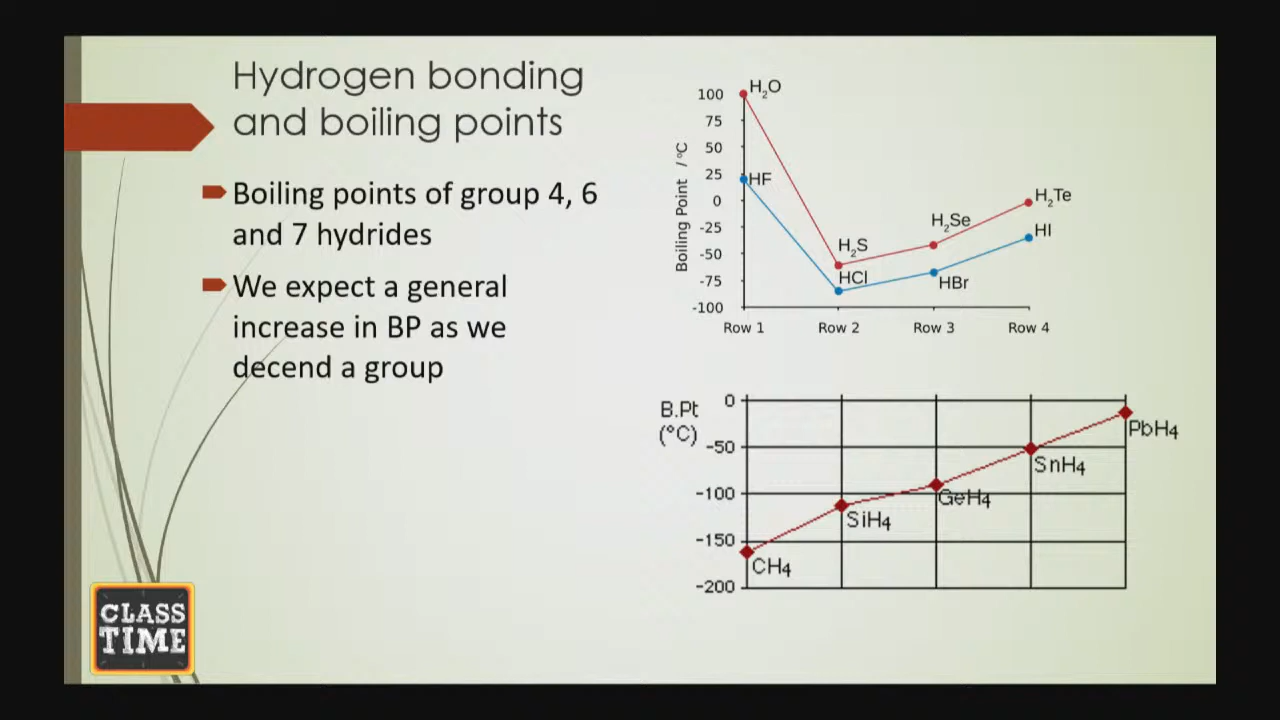 Hydrogen bonding
and boiling points
Boiling points of group 4, 6
and 7 hydrides
We expect a general
increase in BP as we
decend a group
100
75
50
25
0
-25
-50
-75
-100
Boiling Point / °C
H₂O
HF
H₂S
HCl
H₂Se
HBr
H₂Te
HI
Row 1 Row 2 Row 3 Row 4
B.Pt
(°C)
0
-50
-100
-150
-200
CH₄
SiH₄
GeH₄
SnH₄
PbH₄
CLASS
TIME